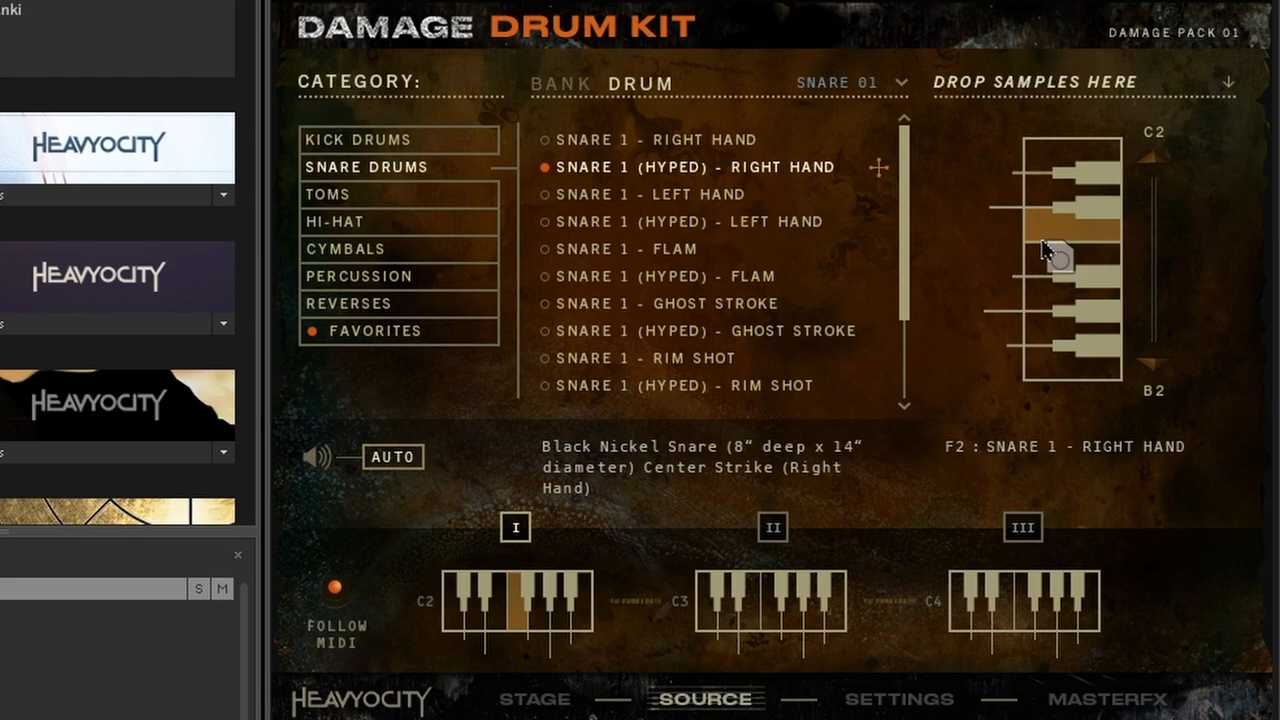 nki
DAMAGE DRUM KIT
DAMAGE PACK 01
CATEGORY:
BANK DRUM
SNARE 01
DROP SAMPLES HERE
KICK DRUMS
SNARE DRUMS
TOMS
HI-HAT
CYMBALS
PERCUSSION
REVERSES
FAVORITES
SNARE 1 - RIGHT HAND
SNARE 1 (HYPED) - RIGHT HAND
SNARE 1 - LEFT HAND
SNARE 1 (HYPED) - LEFT HAND
SNARE 1 - FLAM
SNARE 1 (HYPED) - FLAM
SNARE 1 - GHOST STROKE
SNARE 1 (HYPED) - GHOST STROKE
SNARE 1 - RIM SHOT
SNARE 1 (HYPED) - RIM SHOT
C2
B2
HEAVYOCITY
s
HEAVYOCITY
s
HEAVYOCITY
s
AUTO
Black Nickel Snare (8“ deep x 14“
diameter) Center Strike (Right
Hand)
F2 : SNARE 1 - RIGHT HAND
I
II
III
S M
FOLLOW
MIDI
C2
C3
C4
HEAVYOCITY
STAGE
SOURCE
SETTINGS
MASTERFX